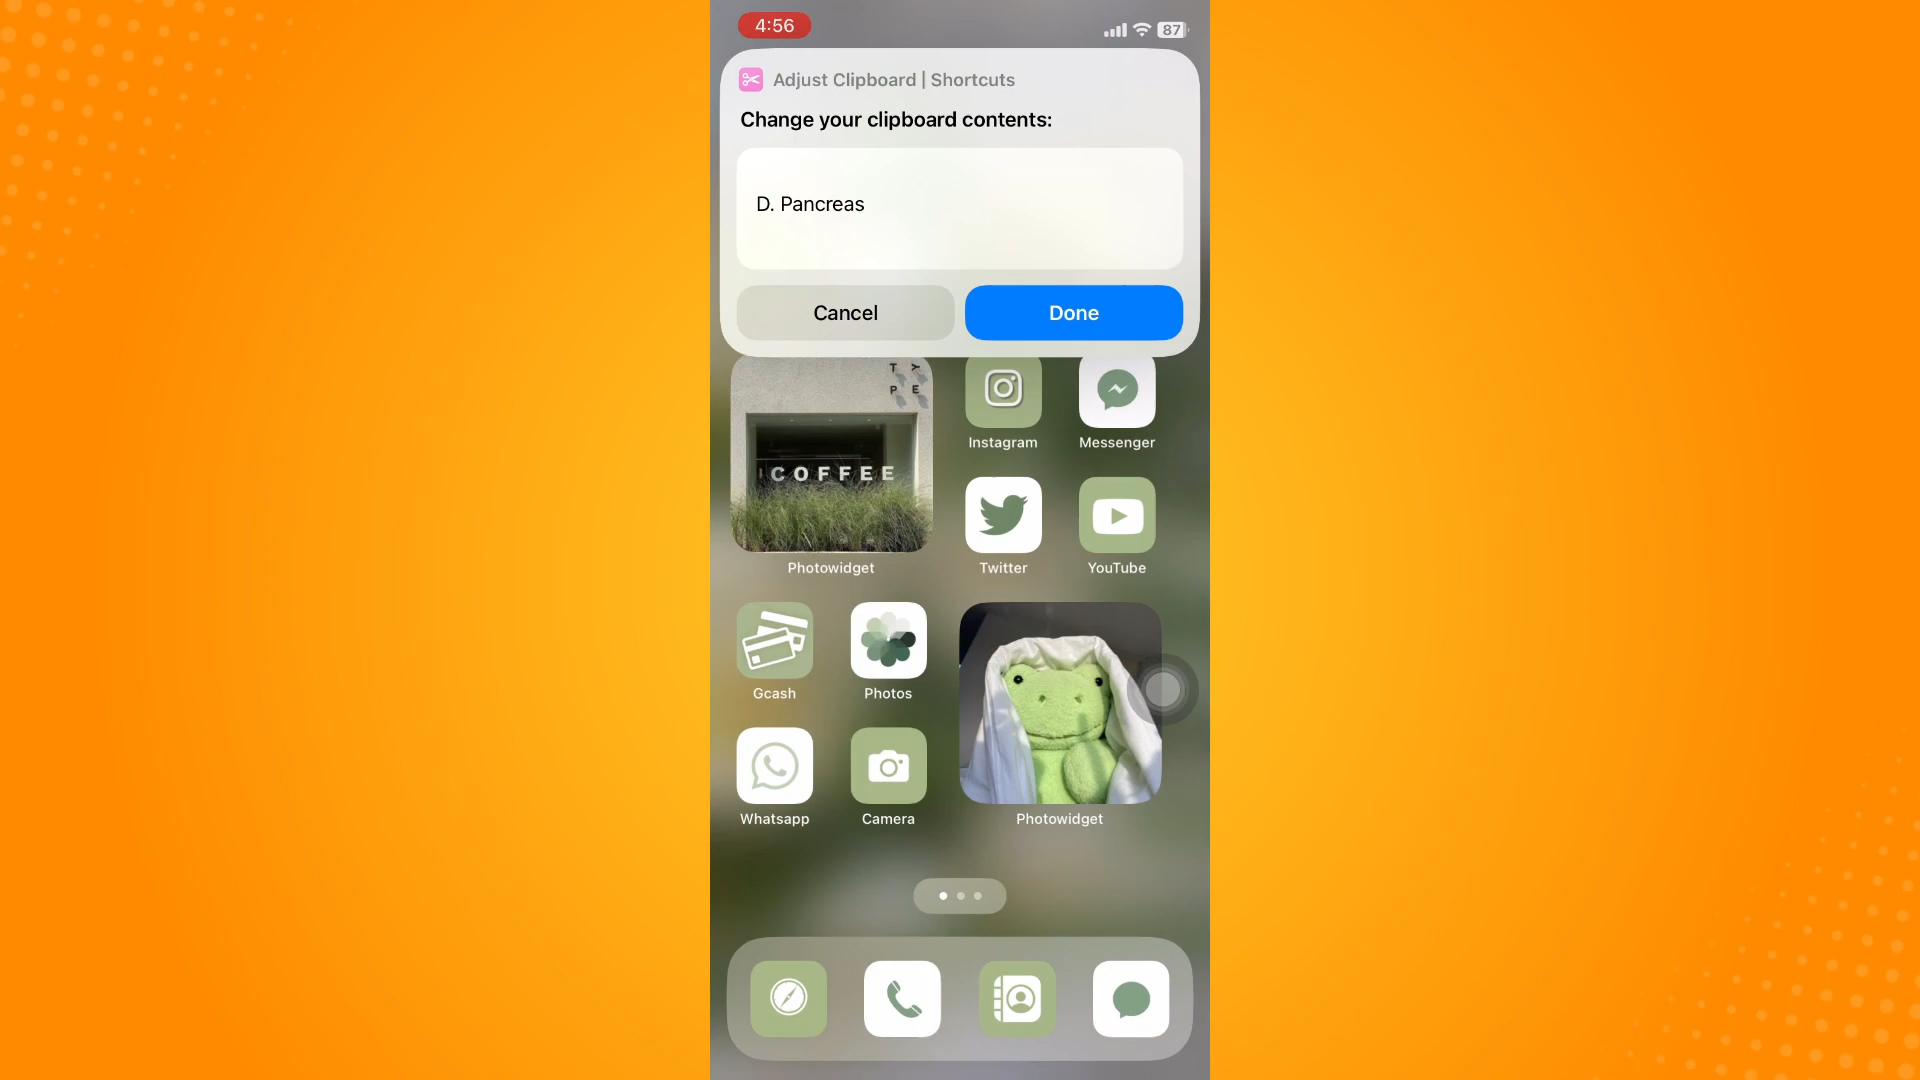 4:56
87
Adjust Clipboard | Shortcuts
Change your clipboard contents:
D. Pancreas
Cancel
Done
T Y
P E
COFFEE
Instagram
Messenger
Photowidget
Twitter
YouTube
Gcash
Photos
Whatsapp
Camera
Photowidget